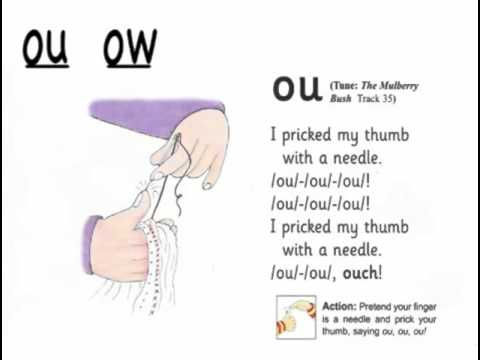 ou ow
ou (Tune: The Mulberry
Bush Track 35)
I pricked my thumb
with a needle.
/ou/-/ou/-/ou/!
/ou/-/ou/-/ou/!
I pricked my thumb
with a needle.
/ou/-/ou/, ouch!
Action: Pretend your finger
is a needle and prick your
thumb, saying ou, ou, ou!